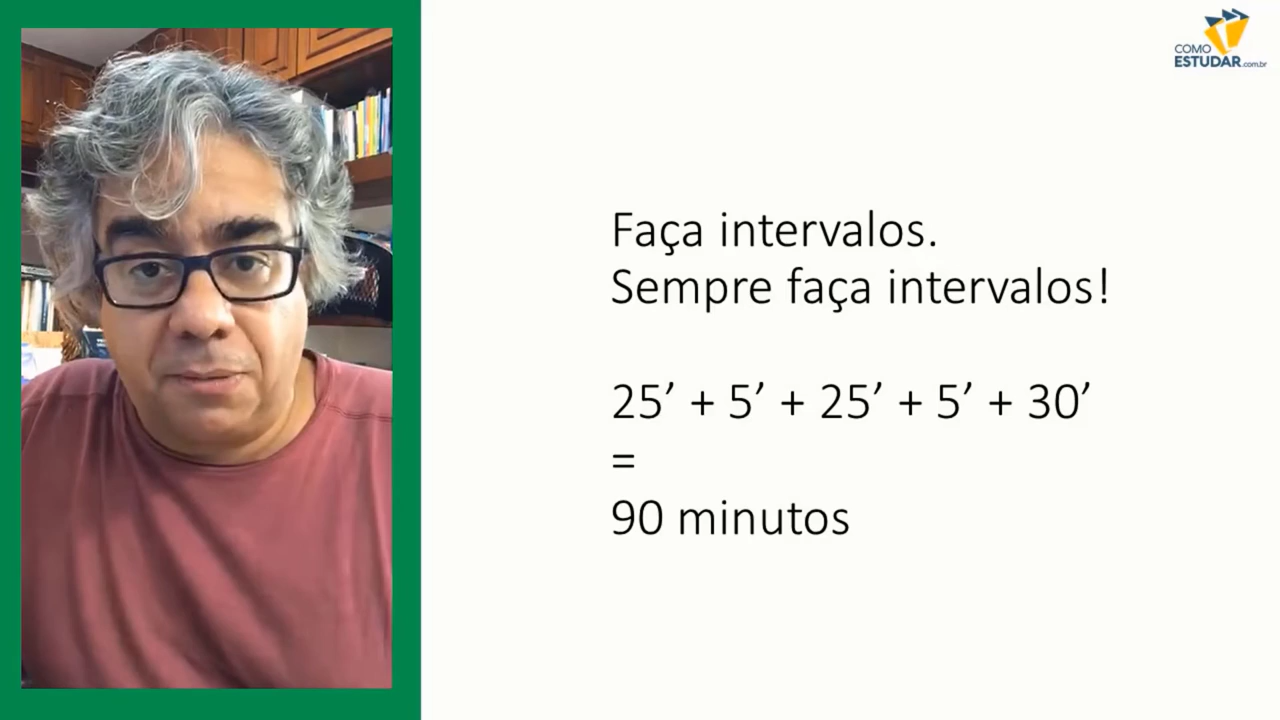 COMO
ESTUDAR.com.br
Faça intervalos.
Sempre faça intervalos!
25’ + 5’ + 25’ + 5’ + 30’
=
90 minutos